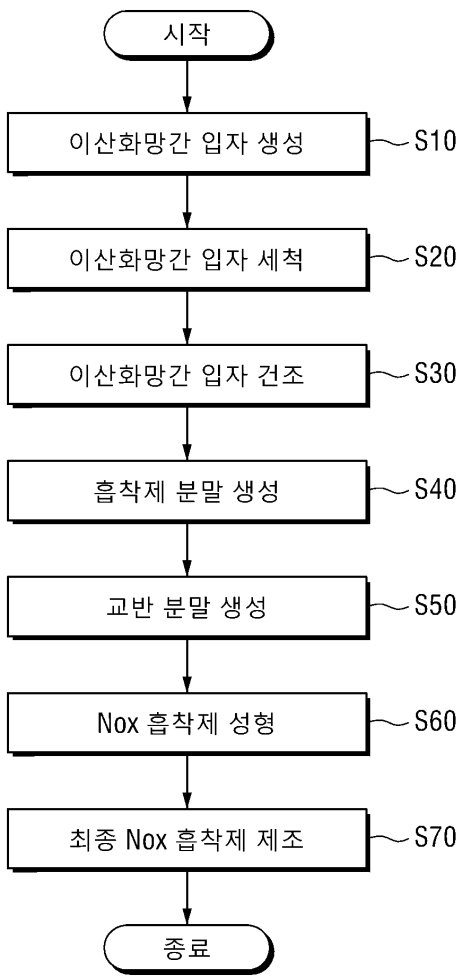 시작
이산화망간 입자 생성 S10
이산화망간 입자 세척 S20
이산화망간 입자 건조 S30
흡착제 분말 생성 S40
교반 분말 생성 S50
Nox 흡착제 성형 S60
최종 Nox 흡착제 제조 S70
종료